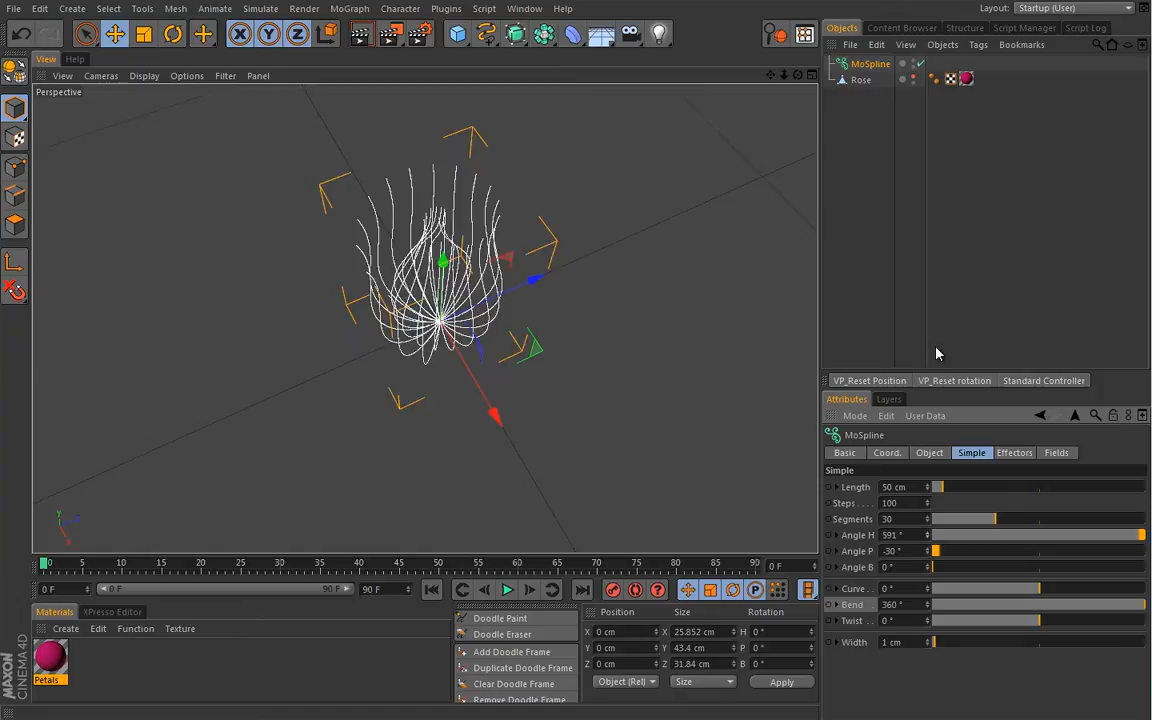 File Edit Create Select Tools Mesh Animate Simulate Render MoGraph Character Plugins Script Window Help Layout: Startup (User)
X Y Z
Objects Content Browser Structure Script Manager Script Log
File Edit View Objects Tags Bookmarks
MoSpline
Rose
View Help
View Cameras Display Options Filter Panel
Perspective
Y
VP_Reset Position VP_Reset rotation Standard Controller
Attributes Layers
Mode Edit User Data
MoSpline
Basic Coord. Object Simple Effectors Fields
Simple
Length 50 cm
Steps.... 100
Segments 30
Angle H 591 °
Angle P -30 °
Angle B 0 °
Curve.. 0 °
Bend .. 360 °
Twist.. 0 °
Width 1 cm
0 5 10 15 20 25 30 35 40 45 50 55 60 65 70 75 80 85 90 0 F
0 F 0 F 90 F 90 F P
Materials XPresso Editor
Create Edit Function Texture
Petals
Doodle Paint
Doodle Eraser
Add Doodle Frame
Duplicate Doodle Frame
Clear Doodle Frame
Remove Doodle Frame
Position Size Rotation
X 0 cm X 25.852 cm H 0 °
Y 0 cm Y 43.4 cm P 0 °
Z 0 cm Z 31.84 cm B 0 °
Object (Rel) Size Apply
MAXON
CINEMA 4D